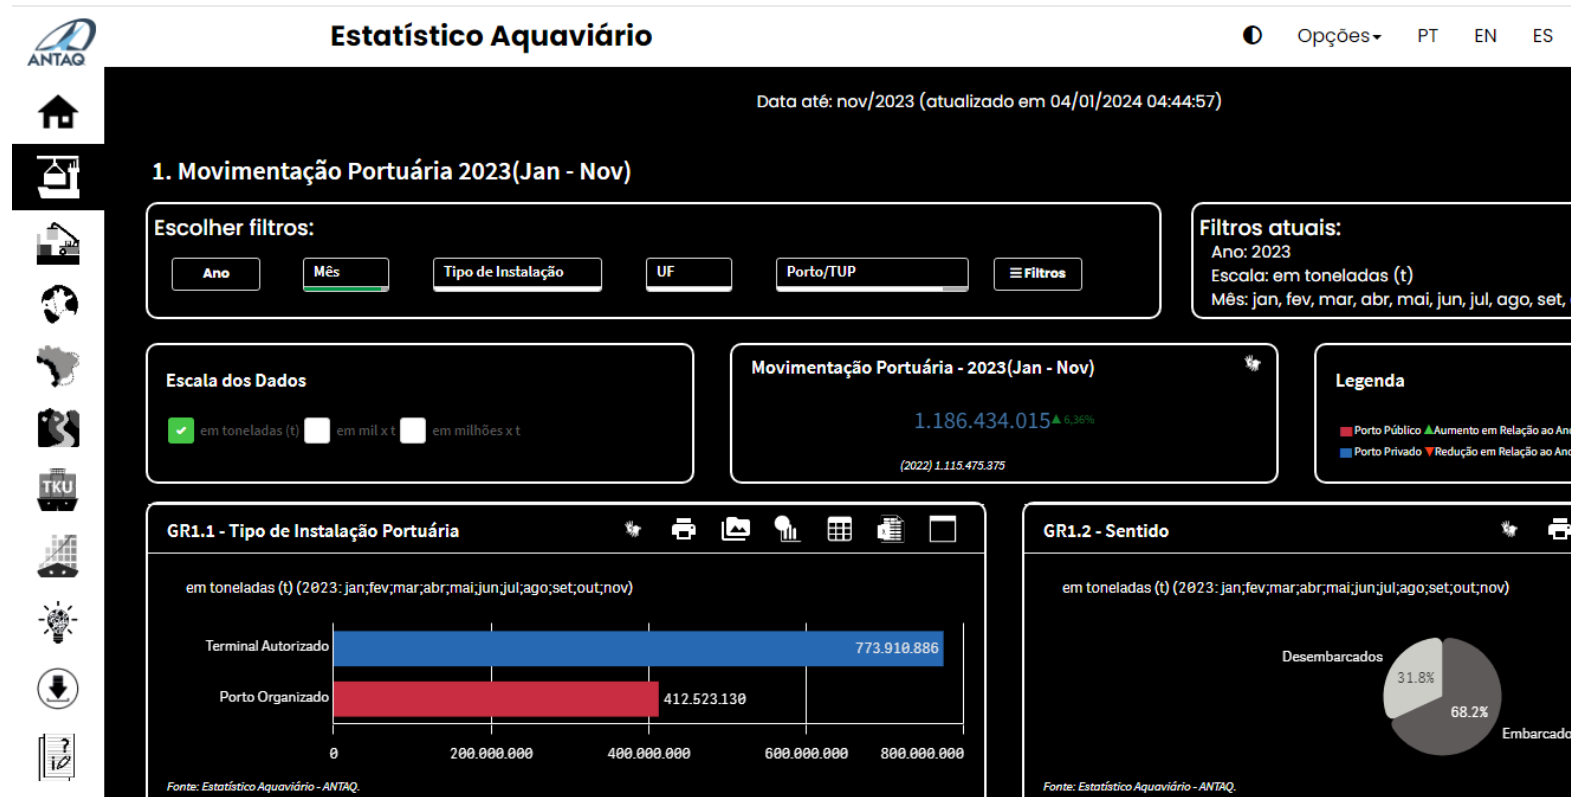 ANTAQ
Estatístico Aquaviário
Opções
PT
EN
ES
Data até: nov/2023 (atualizado em 04/01/2024 04:44:57)
1. Movimentação Portuária 2023(Jan - Nov)
Escolher filtros:
Ano
Mês
Tipo de Instalação
UF
Porto/TUP
Filtros
Filtros atuais:
Ano: 2023
Escala: em toneladas (t)
Mês: jan, fev, mar, abr, mai, jun, jul, ago, set,
Escala dos Dados
em toneladas (t)
em mil x t
em milhões x t
Movimentação Portuária - 2023(Jan - Nov)
1.186.434.015 ▲ 6,36%
(2022) 1.115.475.375
Legenda
Porto Público ▲Aumento em Relação ao An
Porto Privado ▼Redução em Relação ao An
TKU
GR1.1 - Tipo de Instalação Portuária
em toneladas (t) (2023: jan;fev;mar;abr;mai;jun;jul;ago;set;out;nov)
Terminal Autorizado
773.910.886
Porto Organizado
412.523.130
0
200.000.000
400.000.000
600.000.000
800.000.000
Fonte: Estatístico Aquaviário - ANTAQ.
GR1.2 - Sentido
em toneladas (t) (2023: jan;fev;mar;abr;mai;jun;jul;ago;set;out;nov)
Desembarcados
31.8%
68.2%
Embarcado
Fonte: Estatístico Aquaviário - ANTAQ.